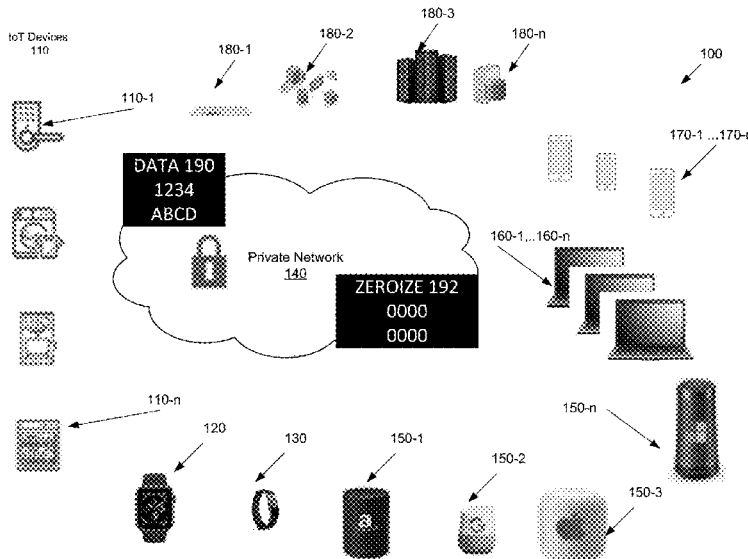 IoT Devices
110
180-1
180-2
180-3
180-n
100
110-1
170-1 ...170-n
DATA 190
1234
ABCD
Private Network
140
160-1,...160-n
ZEROIZE 192
0000
0000
110-n
120
130
150-1
150-2
150-n
150-3
a